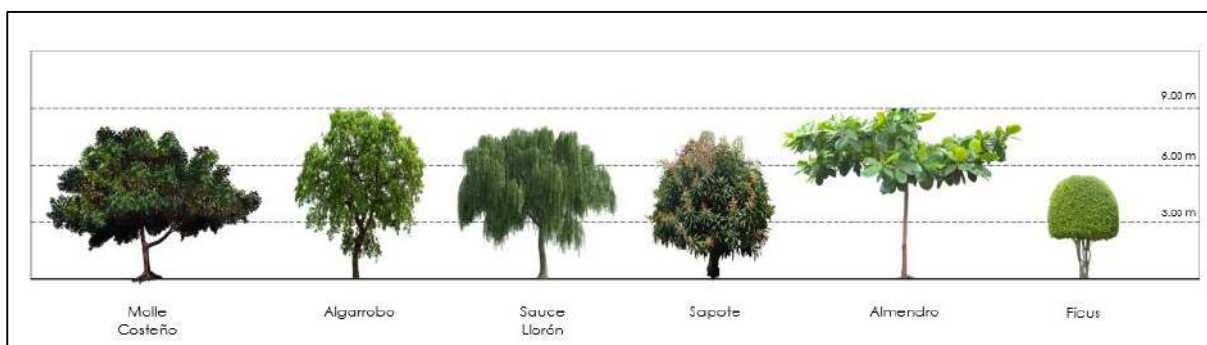 9.00 m
6.00 m
3.00 m
Molle
Costeño
Algarrobo
Sauce
Llorón
Sapote
Almendro
Ficus